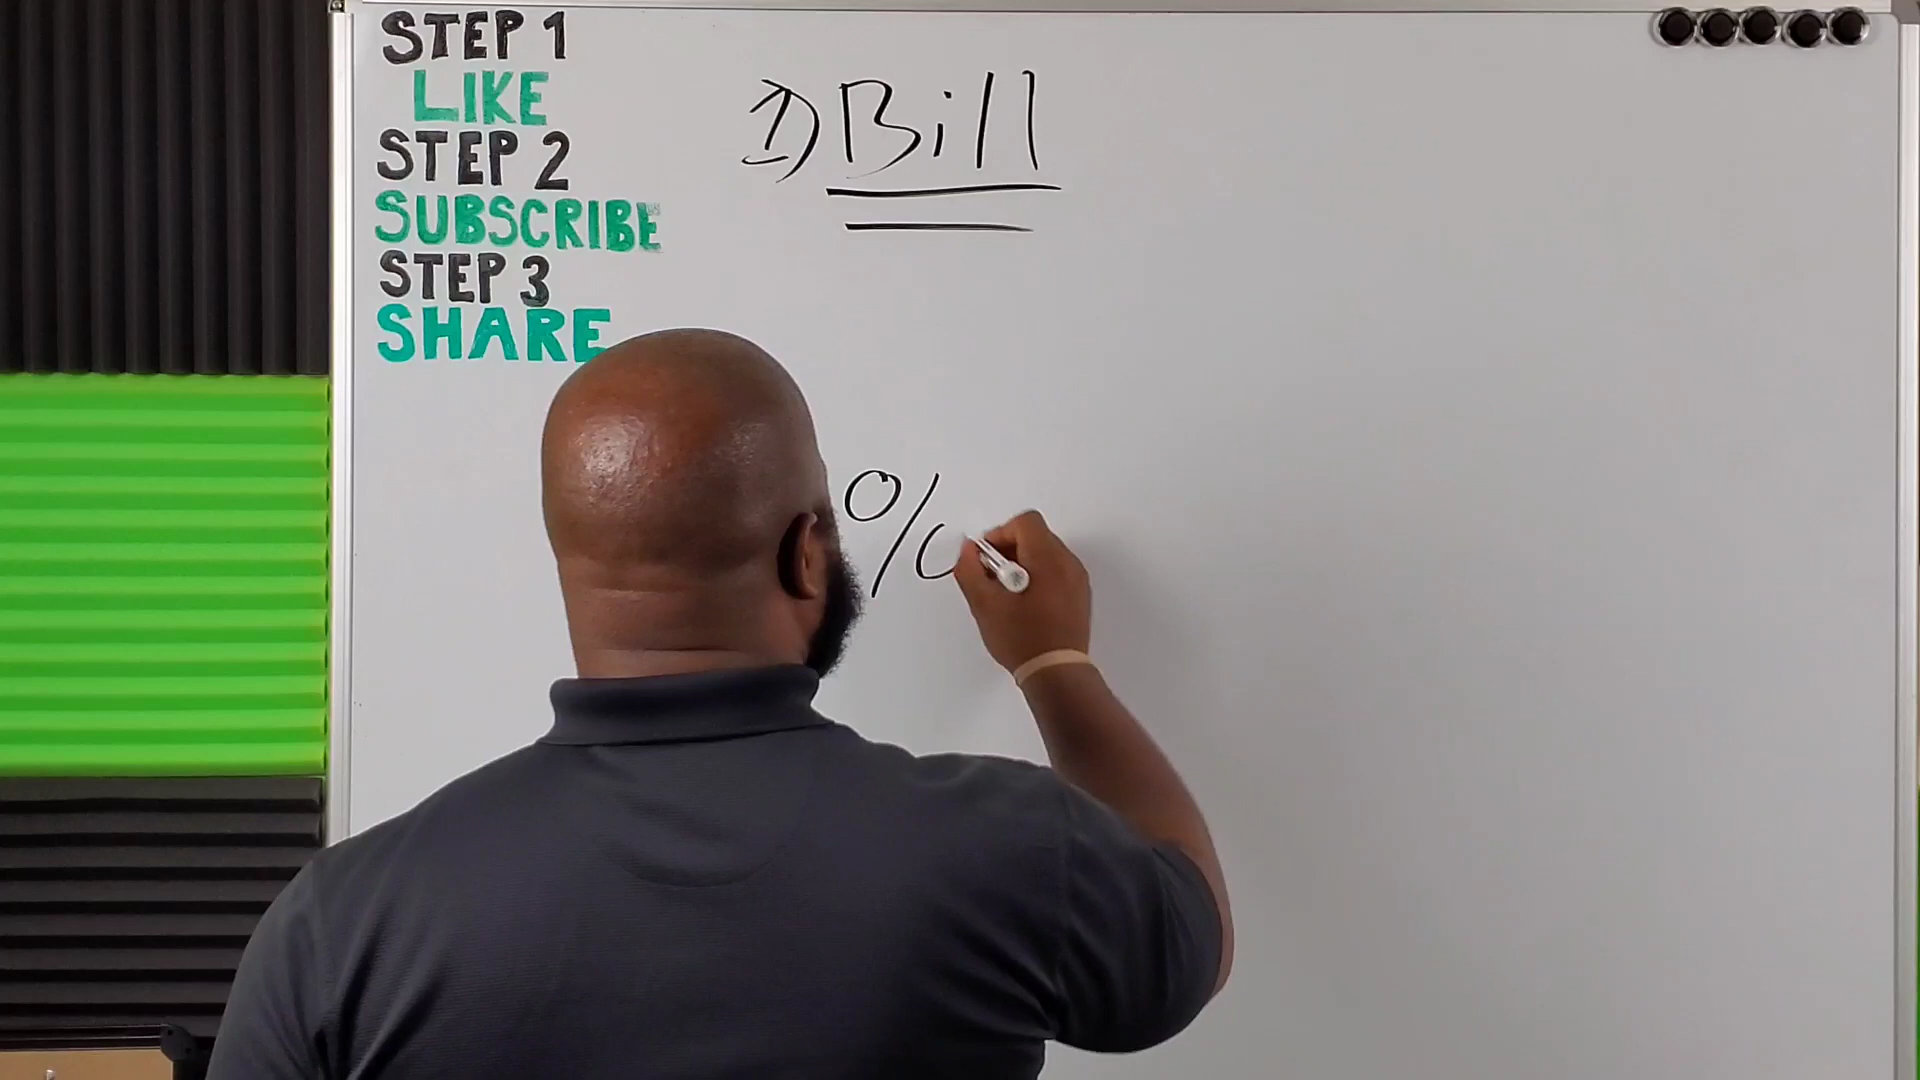 STEP 1
LIKE
STEP 2
SUBSCRIBE
STEP 3
SHARE
1) Bill
%